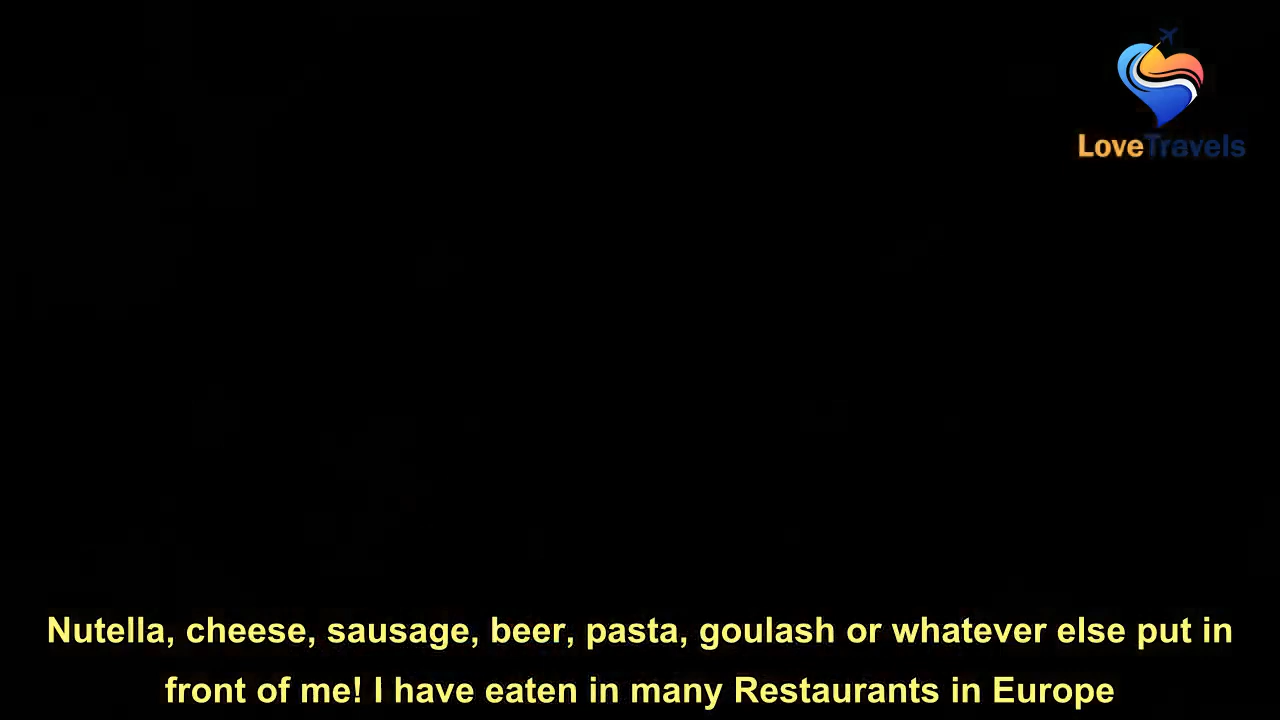 LoveTravels
Nutella, cheese, sausage, beer, pasta, goulash or whatever else put in
front of me! I have eaten in many Restaurants in Europe